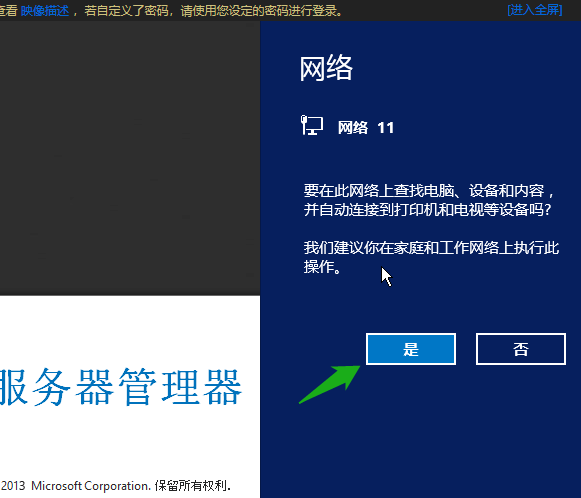 查看 映像描述，若自定义了密码，请使用您设定的密码进行登录。 [进入全屏]
网络
网络 11
要在此网络上查找电脑、设备和内容，
并自动连接到打印机和电视等设备吗?
我们建议你在家庭和工作网络上执行此
操作。
是 否
服务器管理器
2013 Microsoft Corporation. 保留所有权利.